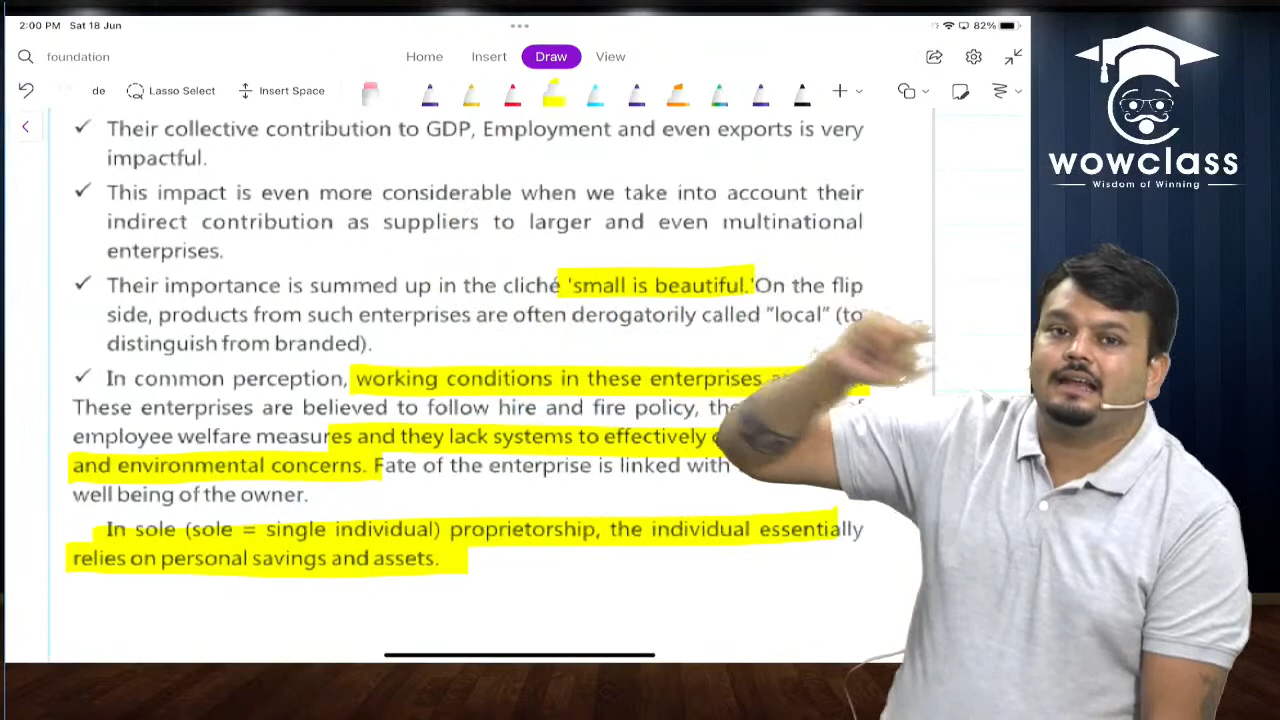 2:00 PM Sat 18 Jun
82%
foundation
Home Insert Draw View
de Lasso Select Insert Space
Their collective contribution to GDP, Employment and even exports is very
impactful.
This impact is even more considerable when we take into account their
indirect contribution as suppliers to larger and even multinational
enterprises.
Their importance is summed up in the cliché 'small is beautiful.'On the flip
side, products from such enterprises are often derogatorily called "local" (to
distinguish from branded).
In common perception, working conditions in these enterprises
These enterprises are believed to follow hire and fire policy,
employee welfare measures and they lack systems to effectively
and environmental concerns. Fate of the enterprise is linked with
well being of the owner.
In sole (sole = single individual) proprietorship, the individual essentially
relies on personal savings and assets.
wowclass
Wisdom of Winning